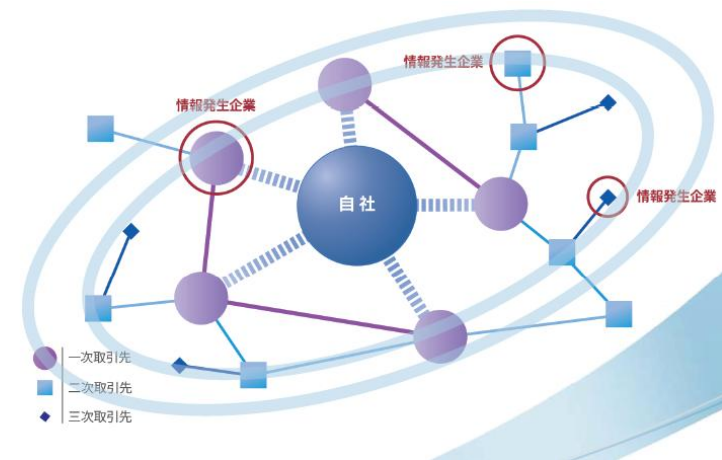 情報発生企業
情報発生企業
自社
情報発生企業
一次取引先
二次取引先
三次取引先